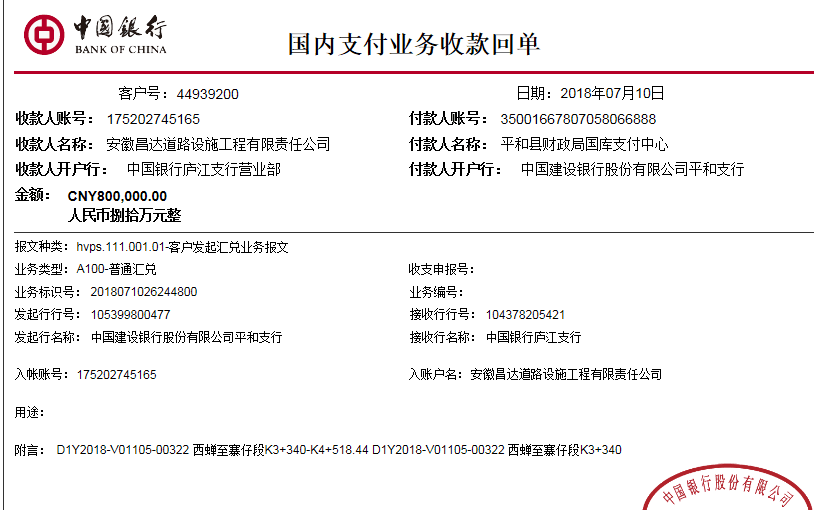 中国银行
BANK OF CHINA
国内支付业务收款回单
客户号：44939200 日期：2018年07月10日
收款人账号：175202745165 付款人账号：35001667807058066888
收款人名称：安徽昌达道路设施工程有限责任公司 付款人名称：平和县财政局国库支付中心
收款人开户行：中国银行庐江支行营业部 付款人开户行：中国建设银行股份有限公司平和支行
金额：CNY800,000.00
人民币捌拾万元整
报文种类：hvps.111.001.01-客户发起汇兑业务报文
业务类型：A100-普通汇兑 收支申报号：
业务标识号：2018071026244800 业务编号：
发起行行号：105399800477 接收行行号：104378205421
发起行名称：中国建设银行股份有限公司平和支行 接收行名称：中国银行庐江支行
入帐账号：175202745165 入账户名：安徽昌达道路设施工程有限责任公司
用途：
附言：D1Y2018-V01105-00322 西蝉至寨仔段K3+340-K4+518.44 D1Y2018-V01105-00322 西蝉至寨仔段K3+340
中国银行股份有限公司